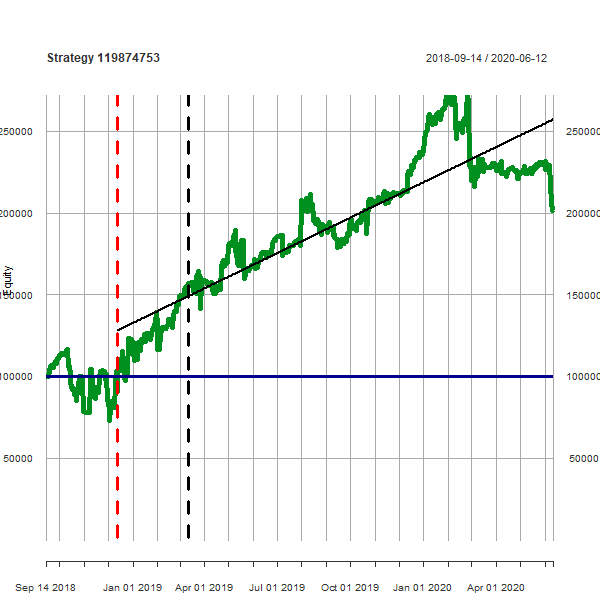 Strategy 119874753
2018-09-14 / 2020-06-12
250000
250000
200000
200000
Equity
150000
150000
100000
100000
50000
50000
Sep 14 2018
Jan 01 2019
Apr 01 2019
Jul 01 2019
Oct 01 2019
Jan 01 2020
Apr 01 2020